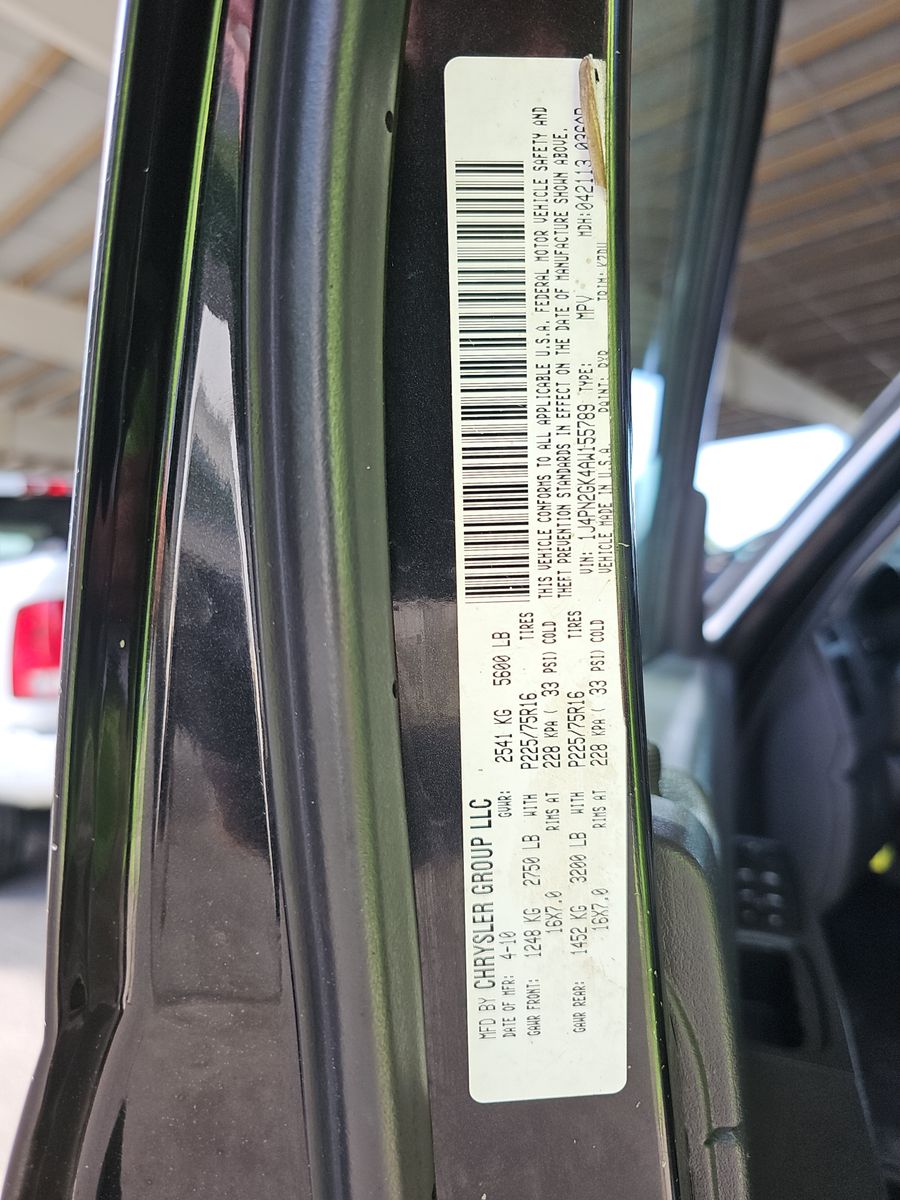 MFD BY CHRYSLER GROUP LLC
DATE OF MFR: 4-10 GVWR: 2541 KG 5600 LB
GAWR FRONT: 1248 KG 2750 LB WITH P225/75R16 TIRES
16X7.0 RIMS AT 228 KPA ( 33 PSI) COLD
GAWR REAR: 1452 KG 3200 LB WITH P225/75R16 TIRES
16X7.0 RIMS AT 228 KPA ( 33 PSI) COLD
THIS VEHICLE CONFORMS TO ALL APPLICABLE U.S.A. FEDERAL MOTOR VEHICLE SAFETY AND
THEFT PREVENTION STANDARDS IN EFFECT ON THE DATE OF MANUFACTURE SHOWN ABOVE.
VIN: 1J4PN2GK4AW155789 TYPE: MPV MDH: 042113
VEHICLE MADE IN U.S.A. PAINT: TRIM: